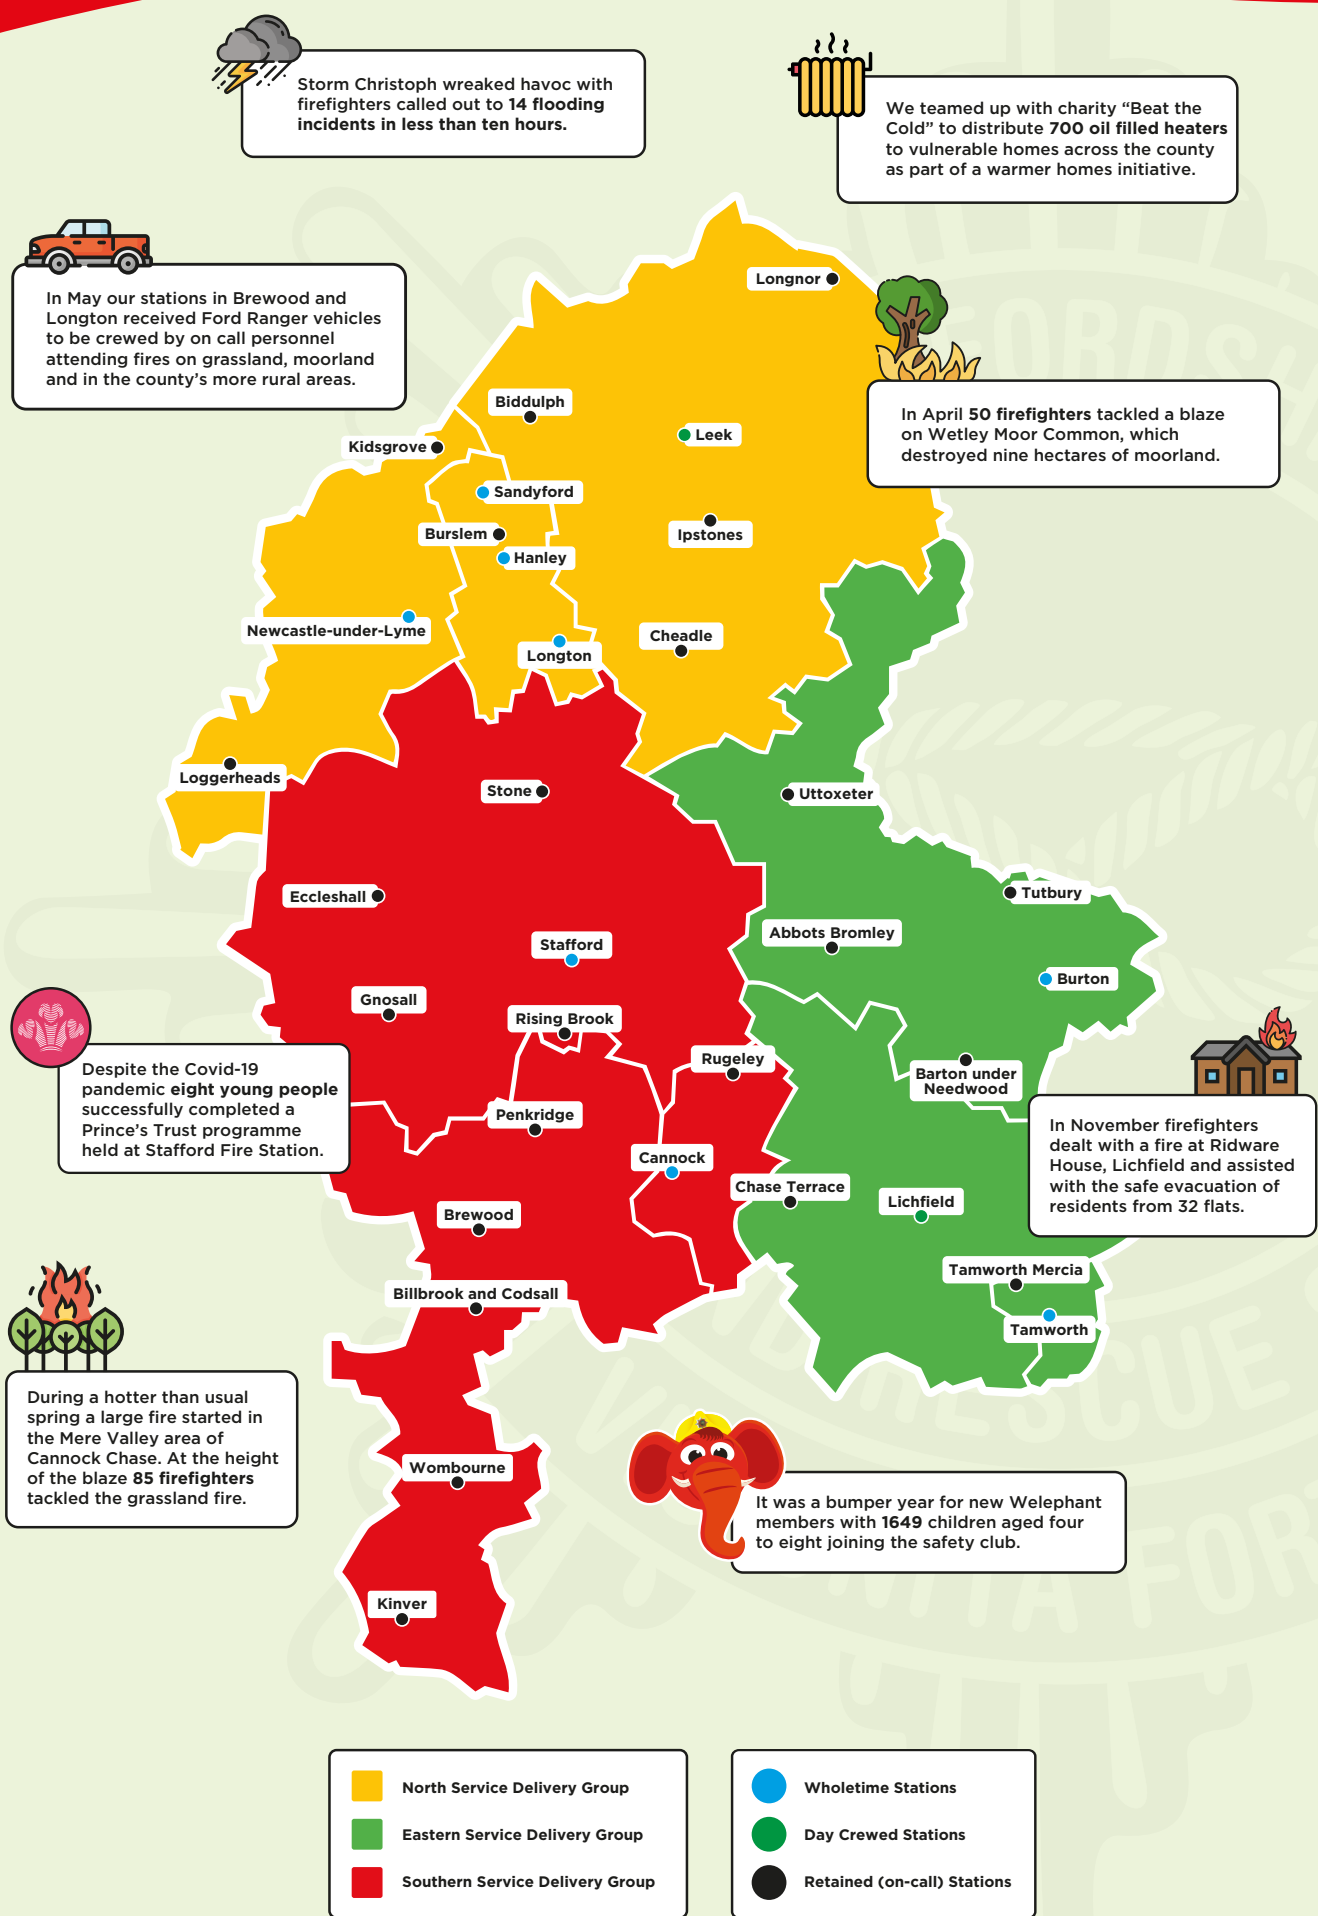 Storm Christoph wreaked havoc with
firefighters called out to 14 flooding
incidents in less than ten hours.
We teamed up with charity “Beat the
Cold” to distribute 700 oil filled heaters
to vulnerable homes across the county
as part of a warmer homes initiative.
In May our stations in Brewood and
Longton received Ford Ranger vehicles
to be crewed by on call personnel
attending fires on grassland, moorland
and in the county’s more rural areas.
Longnor
In April 50 firefighters tackled a blaze
on Wetley Moor Common, which
destroyed nine hectares of moorland.
Biddulph
Leek
Kidsgrove
Sandyford
Burslem
Ipstones
Hanley
Newcastle-under-Lyme
Cheadle
Longton
Loggerheads
Stone
Uttoxeter
Eccleshall
Tutbury
Abbots Bromley
Stafford
Burton
Gnosall
Rising Brook
Rugeley
Barton under
Needwood
Despite the Covid-19
pandemic eight young people
successfully completed a
Prince’s Trust programme
held at Stafford Fire Station.
Penkridge
In November firefighters
dealt with a fire at Ridware
House, Lichfield and assisted
with the safe evacuation of
residents from 32 flats.
Cannock
Chase Terrace
Lichfield
Brewood
Tamworth Mercia
Billbrook and Codsall
Tamworth
During a hotter than usual
spring a large fire started in
the Mere Valley area of
Cannock Chase. At the height
of the blaze 85 firefighters
tackled the grassland fire.
Wombourne
It was a bumper year for new Welephant
members with 1649 children aged four
to eight joining the safety club.
Kinver
North Service Delivery Group
Eastern Service Delivery Group
Southern Service Delivery Group
Wholetime Stations
Day Crewed Stations
Retained (on-call) Stations
RESCUE